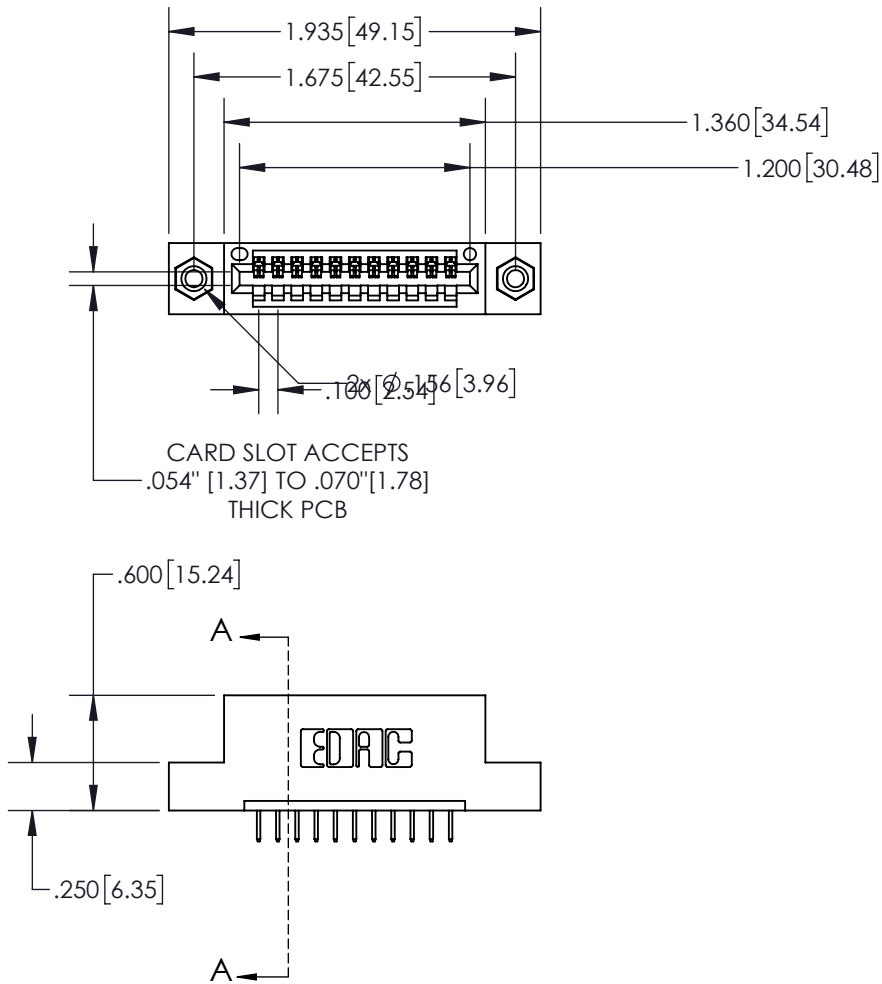 1.935[49.15]
1.675[42.55]
1.360[34.54]
1.200[30.48]
2x Ø .156 [3.96]
.100[2.54]
CARD SLOT ACCEPTS
.054" [1.37] TO .070"[1.78]
THICK PCB
.600[15.24]
A
EDAC
.250[6.35]
A